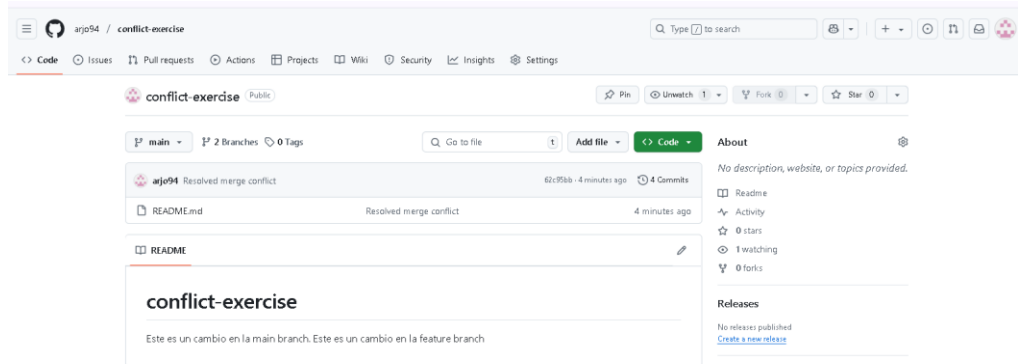 arjo94 / conflict-exercise
Type / to search
Code Issues Pull requests Actions Projects Wiki Security Insights Settings
conflict-exercise Public
Pin Unwatch 1 Fork 0 Star 0
main 2 Branches 0 Tags
Go to file t
Add file
Code
About
No description, website, or topics provided.
arjo94 Resolved merge conflict
62c95bb · 4 minutes ago 4 Commits
README.md Resolved merge conflict 4 minutes ago
Readme
Activity
0 stars
1 watching
0 forks
README
conflict-exercise
Este es un cambio en la main branch. Este es un cambio en la feature branch
Releases
No releases published
Create a new release